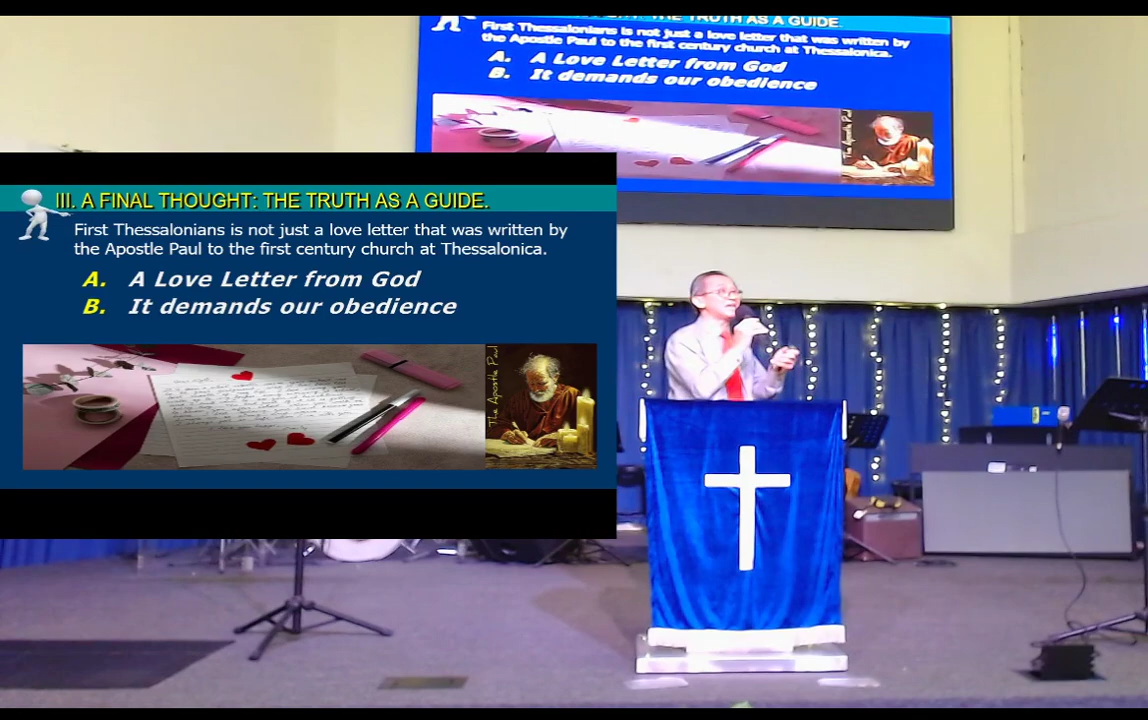 THE TRUTH AS A GUIDE.
First Thessalonians is not just a love letter that was written by
the Apostle Paul to the first century church at Thessalonica.
A. A Love Letter from God
B. It demands our obedience
The Apostle Paul
III. A FINAL THOUGHT: THE TRUTH AS A GUIDE.
First Thessalonians is not just a love letter that was written by
the Apostle Paul to the first century church at Thessalonica.
A. A Love Letter from God
B. It demands our obedience
The Apostle Paul